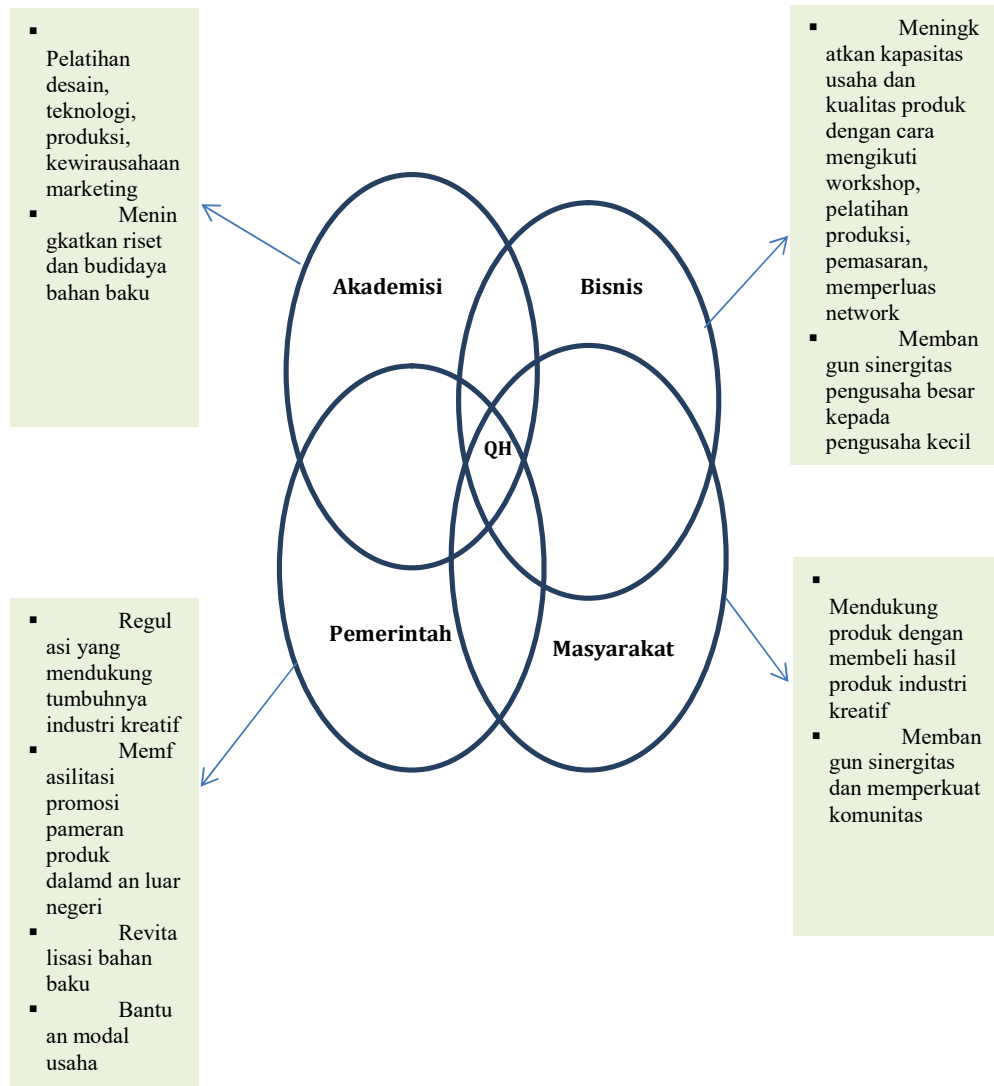 ▪
Pelatihan
desain,
teknologi,
produksi,
kewirausahaan
marketing
▪ Menin
gkatkan riset
dan budidaya
bahan baku
▪ Meningk
atkan kapasitas
usaha dan
kualitas produk
dengan cara
mengikuti
workshop,
pelatihan
produksi,
pemasaran,
memperluas
network
▪ Memban
gun sinergitas
pengusaha besar
kepada
pengusaha kecil
Akademisi
Bisnis
QH
Pemerintah
Masyarakat
▪ Regul
asi yang
mendukung
tumbuhnya
industri kreatif
▪ Memf
asilitasi
promosi
pameran
produk
dalamd an luar
negeri
▪ Revita
lisasi bahan
baku
▪ Bantu
an modal
usaha
▪
Mendukung
produk dengan
membeli hasil
produk industri
kreatif
▪ Memban
gun sinergitas
dan memperkuat
komunitas